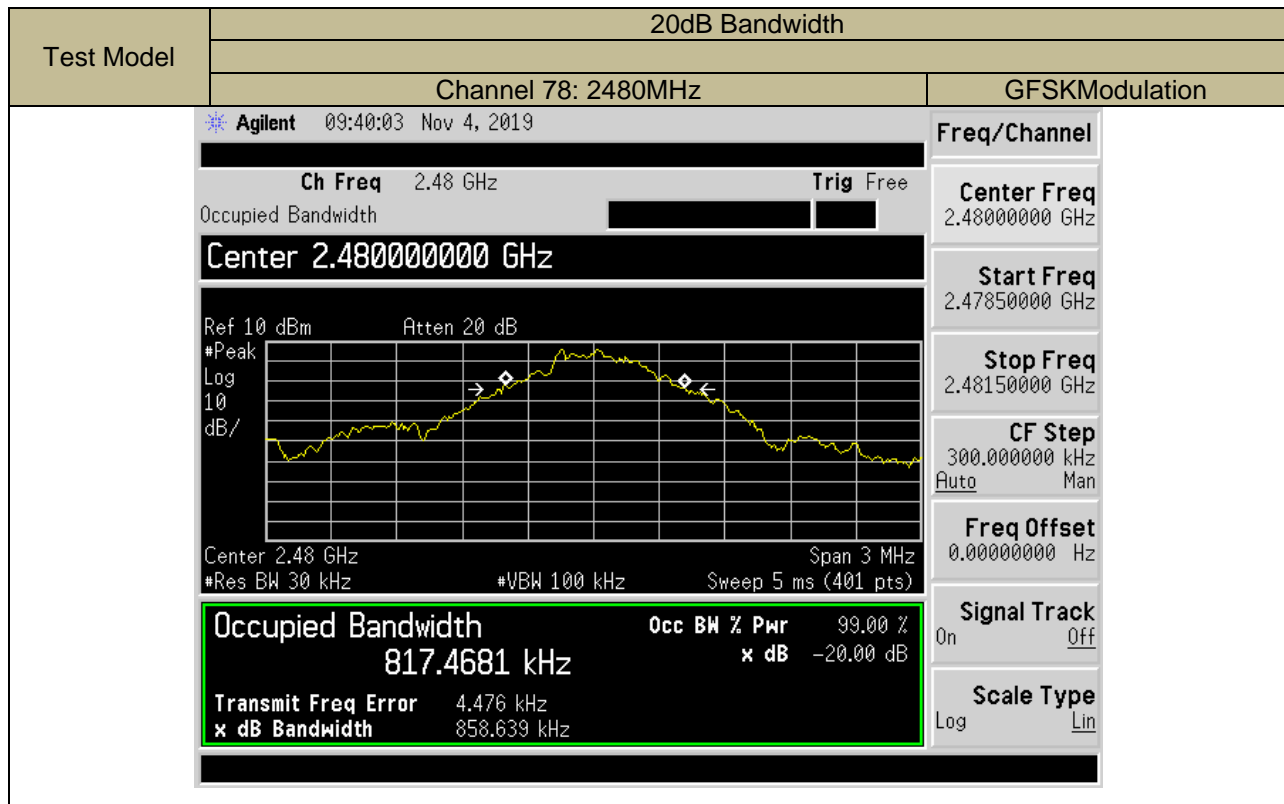 Test Model
20dB Bandwidth
Channel 78: 2480MHz
GFSKModulation
Agilent 09:40:03 Nov 4, 2019
Ch Freq 2.48 GHz Trig Free
Occupied Bandwidth
Center 2.480000000 GHz
Ref 10 dBm Atten 20 dB
#Peak
Log
10
dB/
Center 2.48 GHz Span 3 MHz
#Res BW 30 kHz #VBW 100 kHz Sweep 5 ms (401 pts)
Occupied Bandwidth
817.4681 kHz
Occ BW % Pwr 99.00 %
x dB -20.00 dB
Transmit Freq Error 4.476 kHz
x dB Bandwidth 858.639 kHz
Freq/Channel
Center Freq
2.48000000 GHz
Start Freq
2.47850000 GHz
Stop Freq
2.48150000 GHz
CF Step
300.000000 kHz
Auto Man
Freq Offset
0.00000000 Hz
Signal Track
On Off
Scale Type
Log Lin